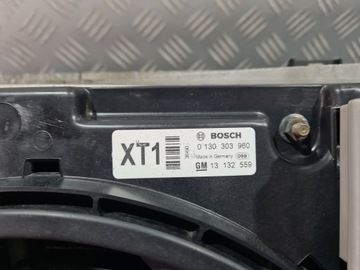 XT1
BOSCH
0 130 303 960
Made in Germany
GM 13 132 559